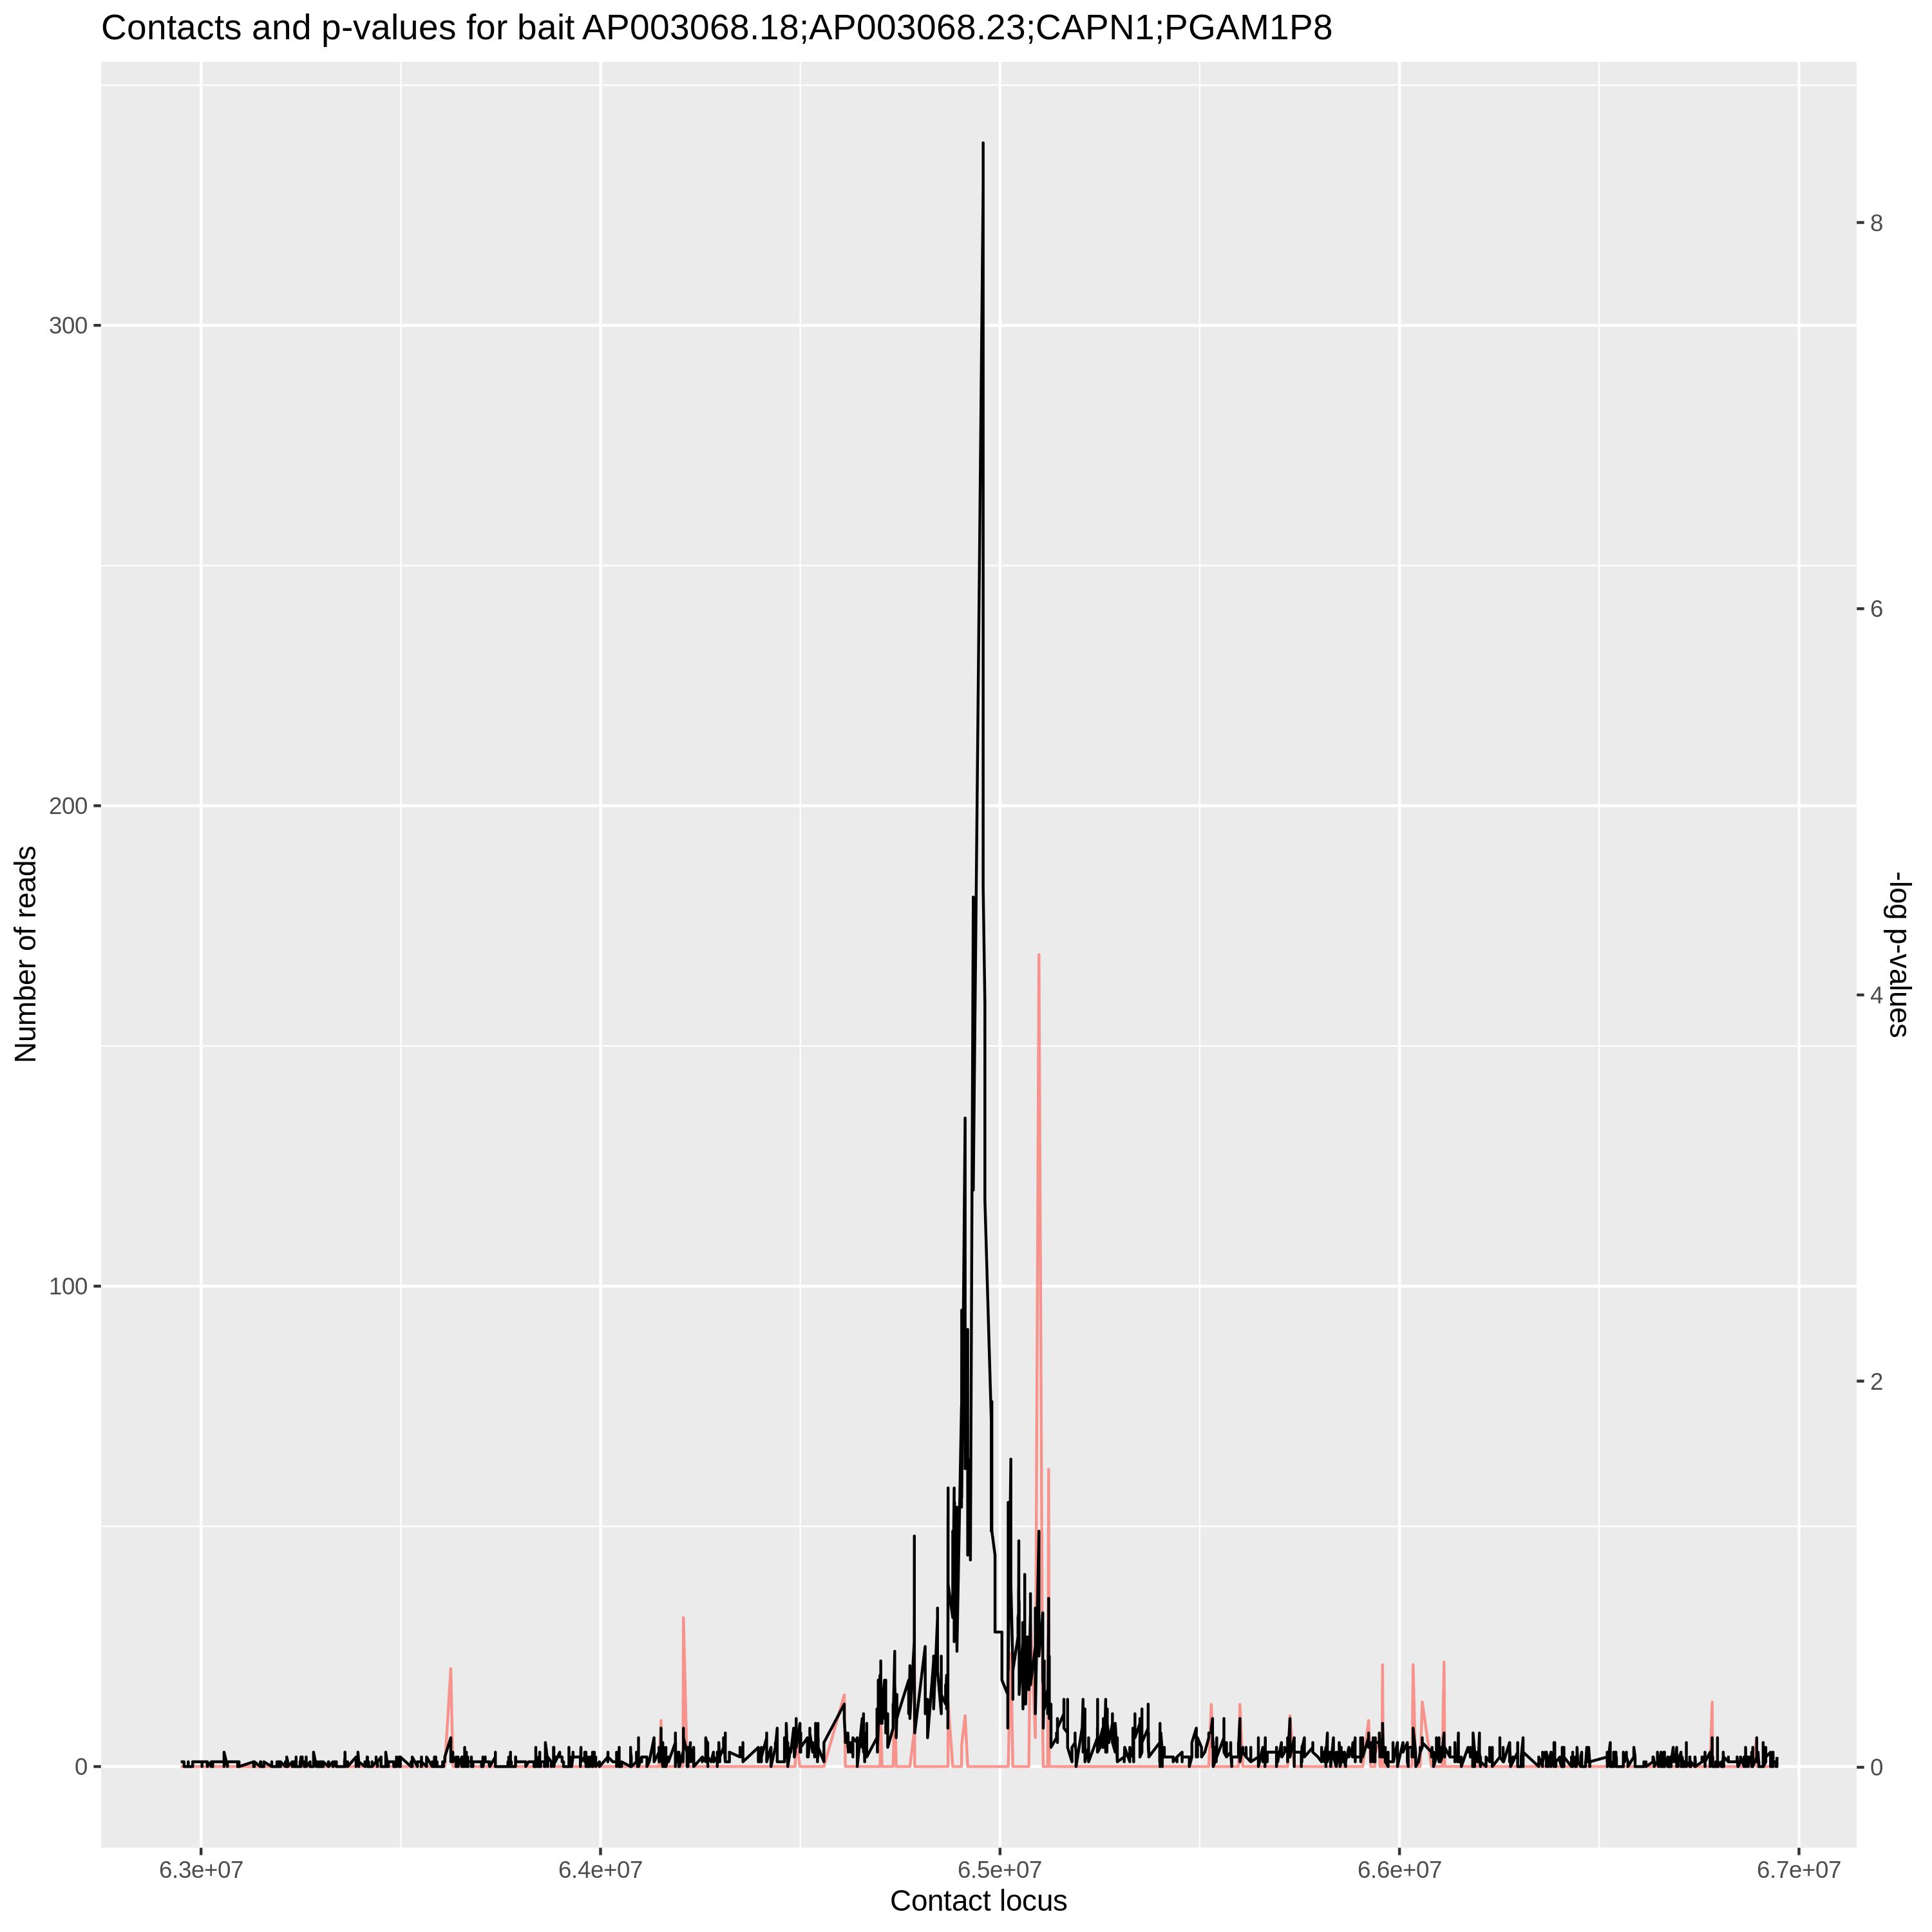 Contacts and p-values for bait AP003068.18;AP003068.23;CAPN1;PGAM1P8
Number of reads
300
200
100
0
8
6
4
2
0
-log p-values
6.3e+07
6.4e+07
6.5e+07
6.6e+07
6.7e+07
Contact locus